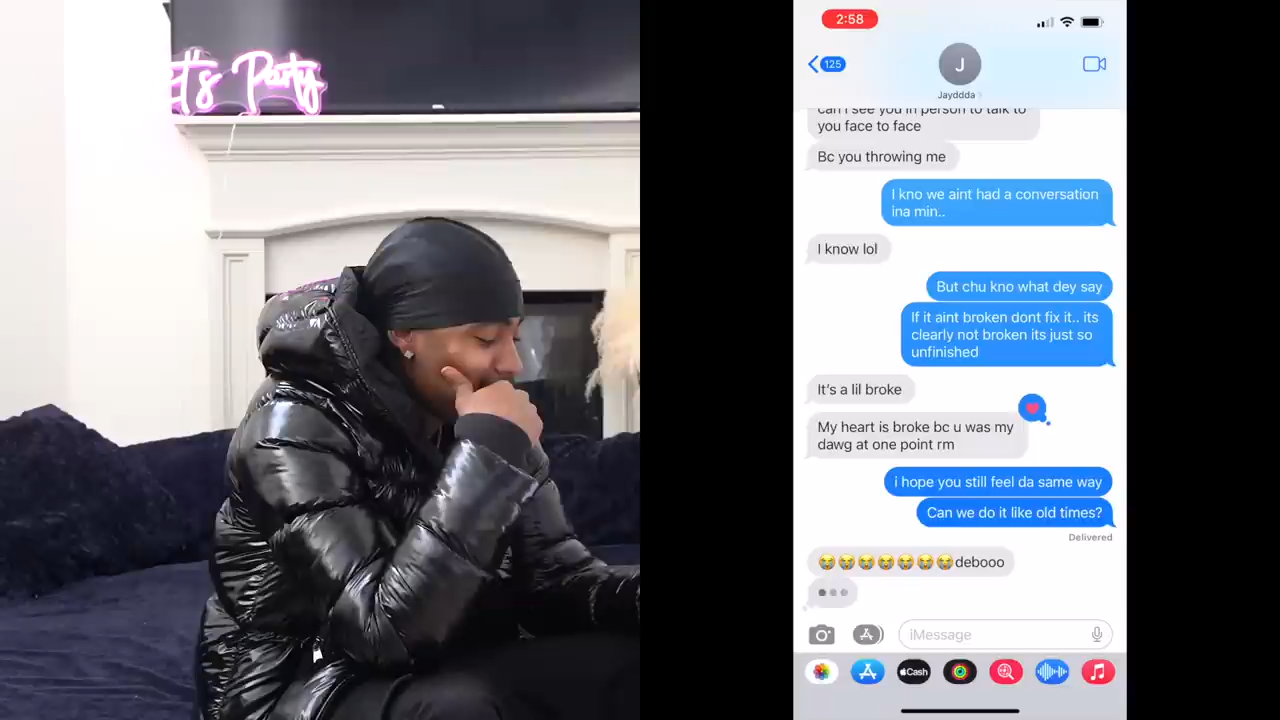 t's Party
2:58
125
J
Jayddda
can i see you in person to talk to
you face to face
Bc you throwing me
I kno we aint had a conversation
ina min..
I know lol
But chu kno what dey say
If it aint broken dont fix it.. its
clearly not broken its just so
unfinished
It's a lil broke
My heart is broke bc u was my
dawg at one point rm
i hope you still feel da same way
Can we do it like old times?
Delivered
😭😭😭😭😭😭😭debooo
iMessage
Cash